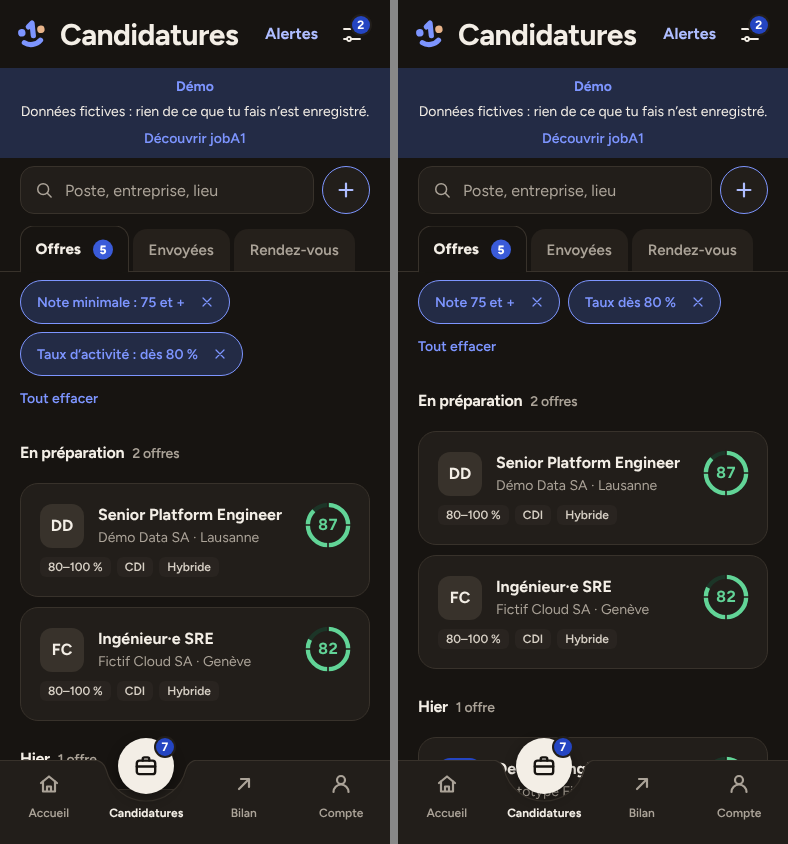 Candidatures
Alertes
2
Démo
Données fictives : rien de ce que tu fais n’est enregistré.
Découvrir jobA1
Poste, entreprise, lieu
Offres 5
Envoyées
Rendez-vous
Note minimale : 75 et +
Taux d’activité : dès 80 %
Tout effacer
En préparation 2 offres
DD
Senior Platform Engineer
Démo Data SA · Lausanne
87
80–100 %
CDI
Hybride
FC
Ingénieur·e SRE
Fictif Cloud SA · Genève
82
80–100 %
CDI
Hybride
Hier 1 offre
7
Accueil
Candidatures
Bilan
Compte
Candidatures
Alertes
2
Démo
Données fictives : rien de ce que tu fais n’est enregistré.
Découvrir jobA1
Poste, entreprise, lieu
Offres 5
Envoyées
Rendez-vous
Note 75 et +
Taux dès 80 %
Tout effacer
En préparation 2 offres
DD
Senior Platform Engineer
Démo Data SA · Lausanne
87
80–100 %
CDI
Hybride
FC
Ingénieur·e SRE
Fictif Cloud SA · Genève
82
80–100 %
CDI
Hybride
Hier 1 offre
7
Accueil
Candidatures
Bilan
Compte